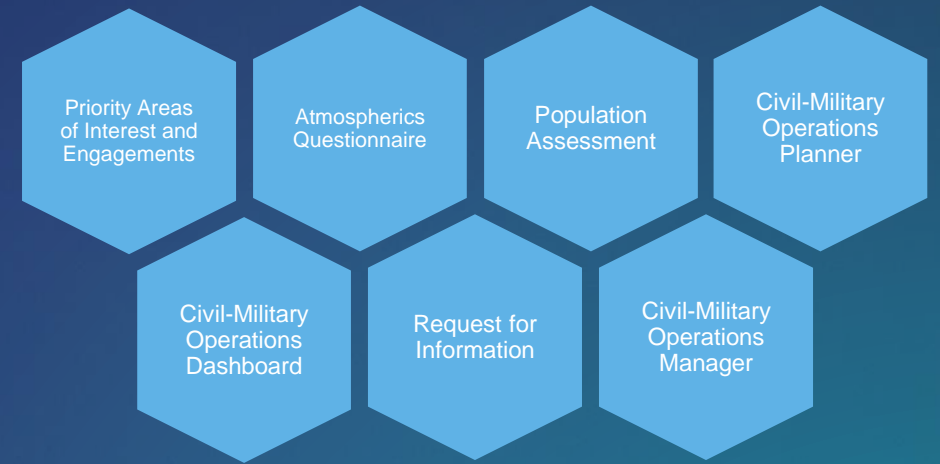 Priority Areas
of Interest and
Engagements
Atmospherics
Questionnaire
Population
Assessment
Civil-Military
Operations
Planner
Civil-Military
Operations
Dashboard
Request for
Information
Civil-Military
Operations
Manager